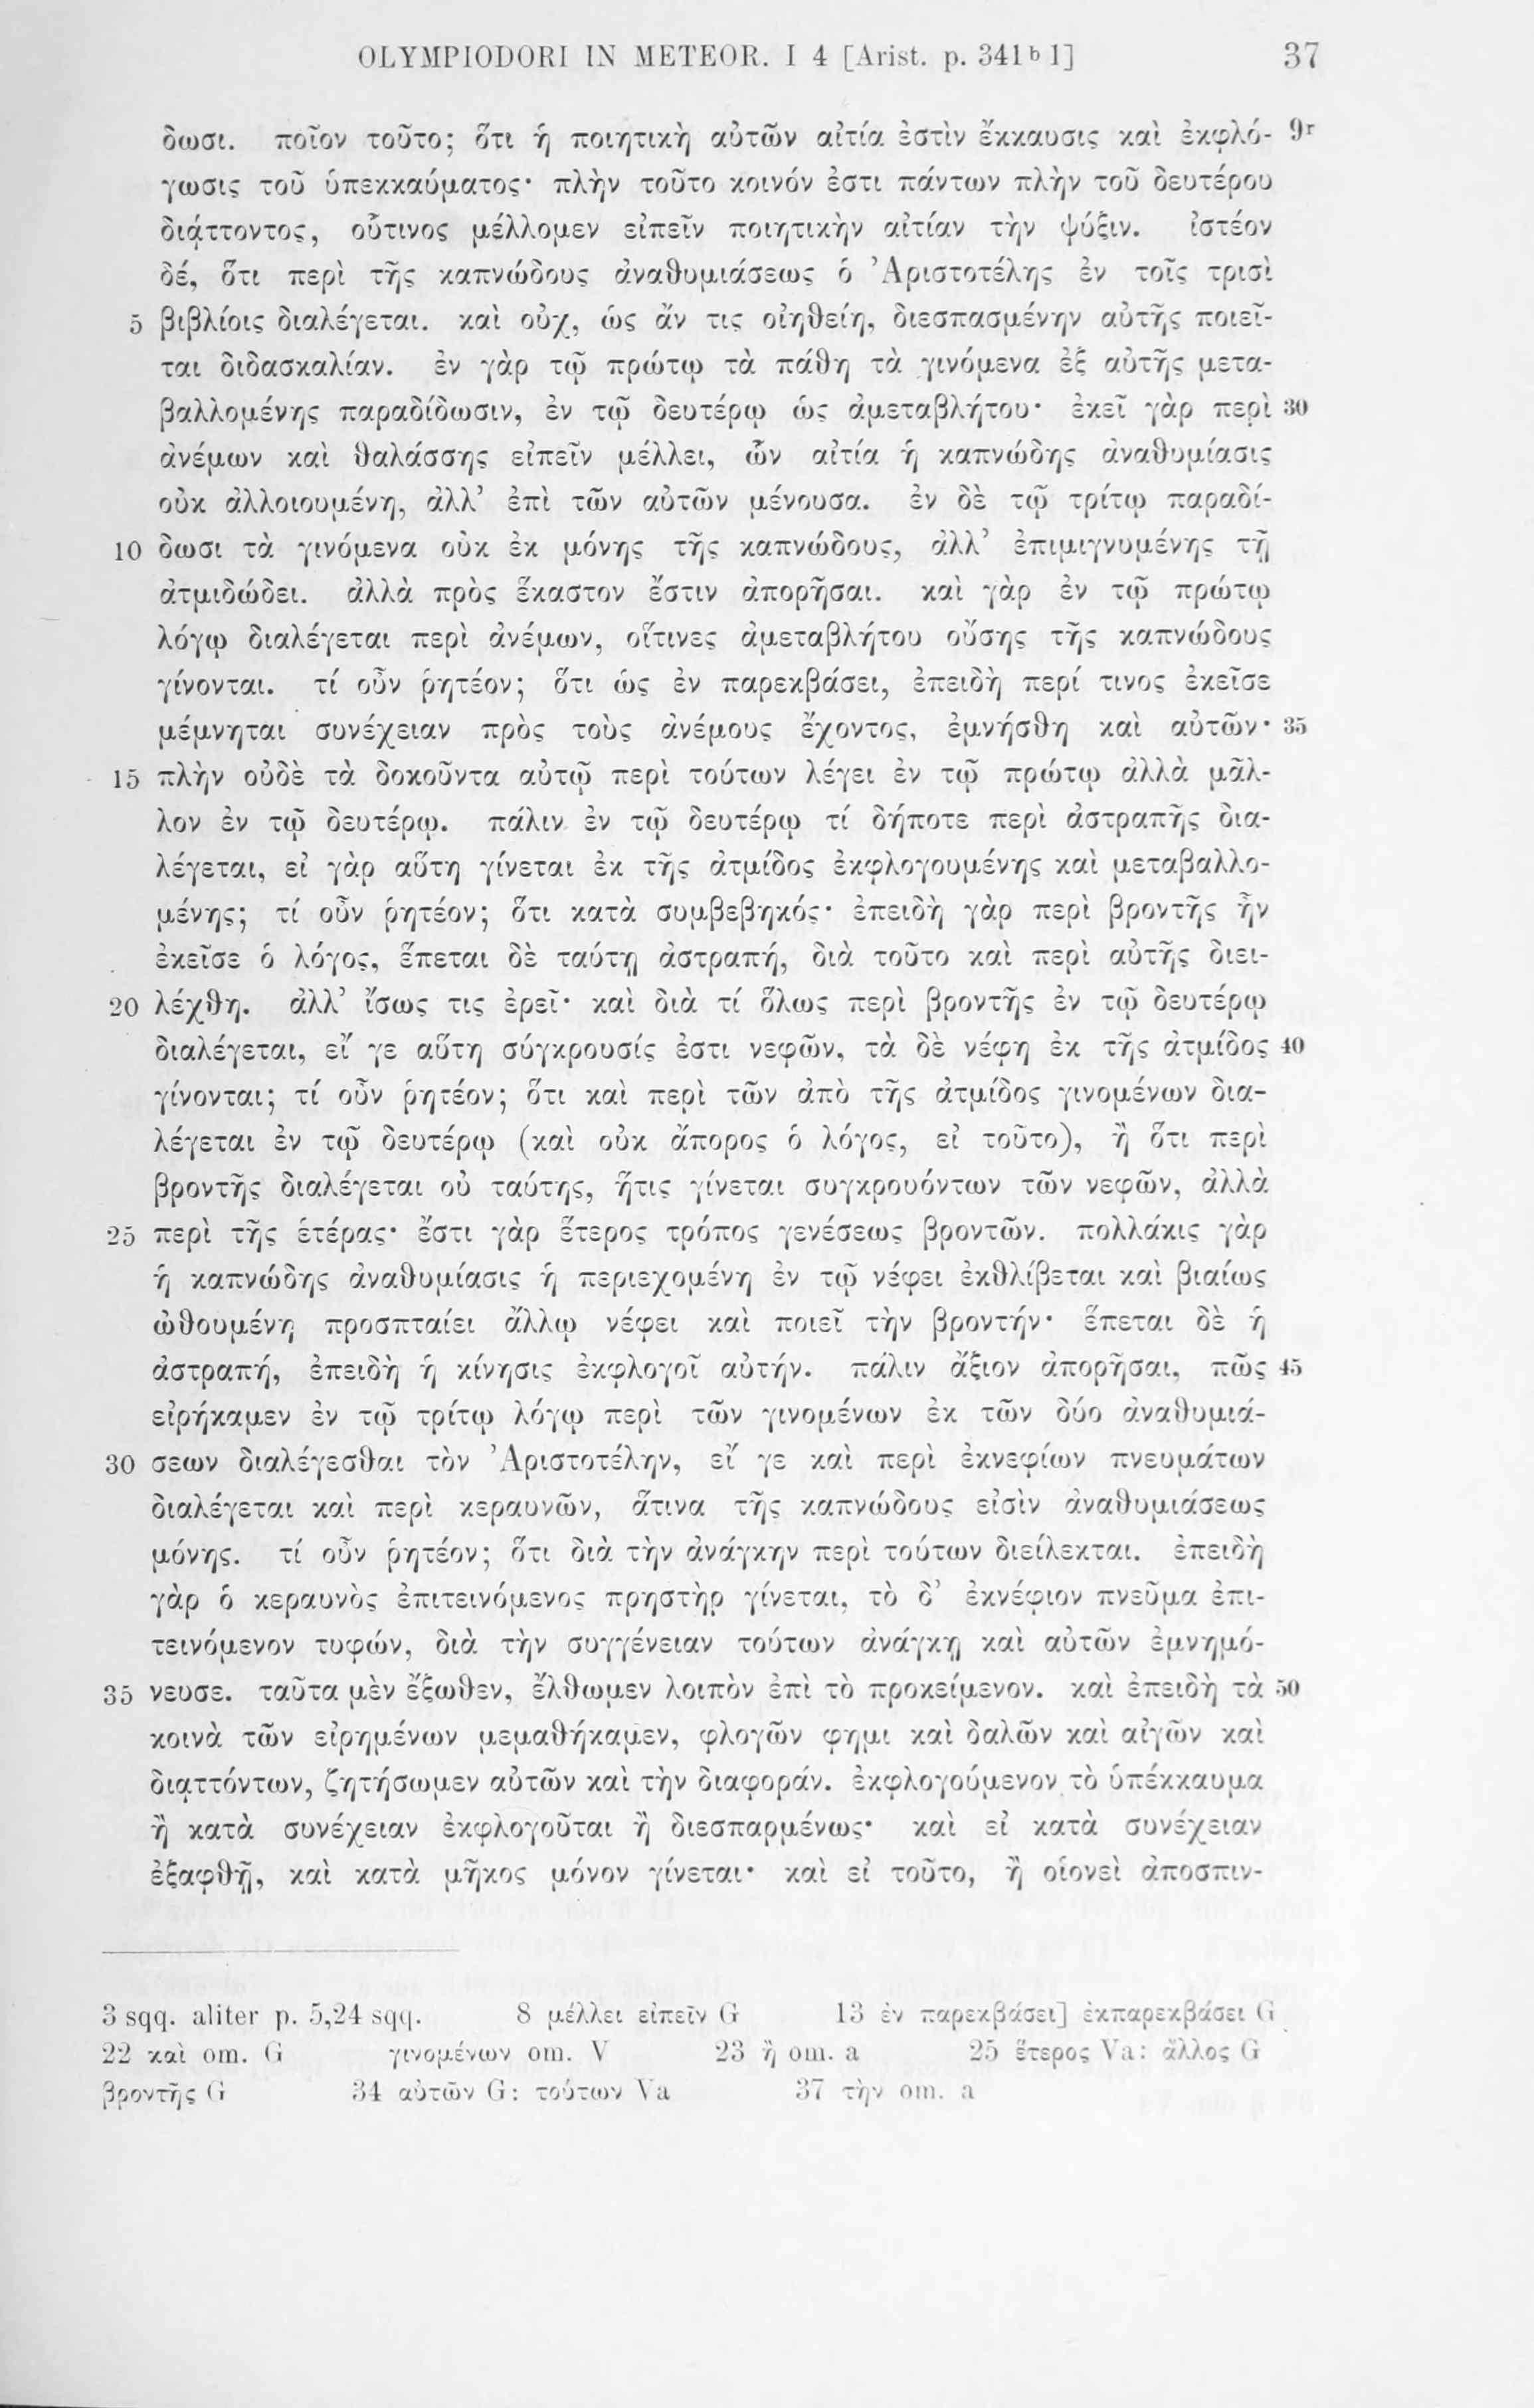 OLYMPIODORI IN METEOR. I 4 [Arist. p. 341ᵇ1] 37
δωσι. ποῖον τοῦτο; ὅτι ἡ ποιητικὴ αὐτῶν αἰτία ἐστὶν ἔκκαυσις καὶ ἐκφλό- 9ʳ
γωσις τοῦ ὑπεκκαύματος· πλὴν τοῦτο κοινόν ἐστι πάντων πλὴν τοῦ δευτέρου
διᾴττοντος, οὗτινος μέλλομεν εἰπεῖν ποιητικὴν αἰτίαν τὴν ψύξιν. ἰστέον
δέ, ὅτι περὶ τῆς καπνώδους ἀναθυμιάσεως ὁ Ἀριστοτέλης ἐν τοῖς τρισὶ
5 βιβλίοις διαλέγεται. καὶ οὐχ, ὡς ἄν τις οἰηθείη, διεσπασμένην αὐτῆς ποιεῖ-
ται διδασκαλίαν. ἐν γὰρ τῷ πρώτῳ τὰ πάθη τὰ γινόμενα ἐξ αὐτῆς μετα-
βαλλομένης παραδίδωσιν, ἐν τῷ δευτέρῳ ὡς ἀμεταβλήτου· ἐκεῖ γὰρ περὶ 30
ἀνέμων καὶ θαλάσσης εἰπεῖν μέλλει, ὧν αἰτία ἡ καπνώδης ἀναθυμίασις
οὐκ ἀλλοιουμένη, ἀλλ’ ἐπὶ τῶν αὐτῶν μένουσα. ἐν δὲ τῷ τρίτῳ παραδί-
10 δωσι τὰ γινόμενα οὐκ ἐκ μόνης τῆς καπνώδους, ἀλλ’ ἐπιμιγνυμένης τῇ
ἀτμιδώδει. ἀλλὰ πρὸς ἕκαστον ἔστιν ἀπορῆσαι. καὶ γὰρ ἐν τῷ πρώτῳ
λόγῳ διαλέγεται περὶ ἀνέμων, οἵτινες ἀμεταβλήτου οὔσης τῆς καπνώδους
γίνονται. τί οὖν ῥητέον; ὅτι ὡς ἐν παρεκβάσει, ἐπειδὴ περί τινος ἐκεῖσε
μέμνηται συνέχειαν πρὸς τοὺς ἀνέμους ἔχοντος, ἐμνήσθη καὶ αὐτῶν· 35
15 πλὴν οὐδὲ τὰ δοκοῦντα αὐτῷ περὶ τούτων λέγει ἐν τῷ πρώτῳ ἀλλὰ μᾶλ-
λον ἐν τῷ δευτέρῳ. πάλιν ἐν τῷ δευτέρῳ τί δήποτε περὶ ἀστραπῆς δια-
λέγεται, εἰ γὰρ αὕτη γίνεται ἐκ τῆς ἀτμίδος ἐκφλογουμένης καὶ μεταβαλλο-
μένης; τί οὖν ῥητέον; ὅτι κατὰ συμβεβηκός· ἐπειδὴ γὰρ περὶ βροντῆς ἦν
ἐκεῖσε ὁ λόγος, ἕπεται δὲ ταύτῃ ἀστραπή, διὰ τοῦτο καὶ περὶ αὐτῆς διει-
20 λέχθη. ἀλλ’ ἴσως τις ἐρεῖ· καὶ διὰ τί ὅλως περὶ βροντῆς ἐν τῷ δευτέρῳ
διαλέγεται, εἴ γε αὕτη σύγκρουσίς ἐστι νεφῶν, τὰ δὲ νέφη ἐκ τῆς ἀτμίδος 40
γίνονται; τί οὖν ῥητέον; ὅτι καὶ περὶ τῶν ἀπὸ τῆς ἀτμίδος γινομένων δια-
λέγεται ἐν τῷ δευτέρῳ (καὶ οὐκ ἄπορος ὁ λόγος, εἰ τοῦτο), ἢ ὅτι περὶ
βροντῆς διαλέγεται οὐ ταύτης, ἥτις γίνεται συγκρουόντων τῶν νεφῶν, ἀλλὰ
25 περὶ τῆς ἑτέρας· ἔστι γὰρ ἕτερος τρόπος γενέσεως βροντῶν. πολλάκις γὰρ
ἡ καπνώδης ἀναθυμίασις ἡ περιεχομένη ἐν τῷ νέφει ἐκθλίβεται καὶ βιαίως
ὠθουμένη προσπταίει ἄλλῳ νέφει καὶ ποιεῖ τὴν βροντήν· ἕπεται δὲ ἡ
ἀστραπή, ἐπειδὴ ἡ κίνησις ἐκφλογοῖ αὐτήν. πάλιν ἄξιον ἀπορῆσαι, πῶς 45
εἰρήκαμεν ἐν τῷ τρίτῳ λόγῳ περὶ τῶν γινομένων ἐκ τῶν δύο ἀναθυμιά-
30 σεων διαλέγεσθαι τὸν Ἀριστοτέλην, εἴ γε καὶ περὶ ἐκνεφίων πνευμάτων
διαλέγεται καὶ περὶ κεραυνῶν, ἅτινα τῆς καπνώδους εἰσὶν ἀναθυμιάσεως
μόνης. τί οὖν ῥητέον; ὅτι διὰ τὴν ἀνάγκην περὶ τούτων διείλεκται. ἐπειδὴ
γὰρ ὁ κεραυνὸς ἐπιτεινόμενος πρηστὴρ γίνεται, τὸ δ’ ἐκνέφιον πνεῦμα ἐπι-
τεινόμενον τυφών, διὰ τὴν συγγένειαν τούτων ἀνάγκῃ καὶ αὐτῶν ἐμνημό-
35 νευσε. ταῦτα μὲν ἔξωθεν, ἔλθωμεν λοιπὸν ἐπὶ τὸ προκείμενον. καὶ ἐπειδὴ τὰ 50
κοινὰ τῶν εἰρημένων μεμαθήκαμεν, φλογῶν φημι καὶ δαλῶν καὶ αἰγῶν καὶ
διᾳττόντων, ζητήσωμεν αὐτῶν καὶ τὴν διαφοράν. ἐκφλογούμενον τὸ ὑπέκκαυμα
ἢ κατὰ συνέχειαν ἐκφλογοῦται ἢ διεσπαρμένως· καὶ εἰ κατὰ συνέχειαν
ἐξαφθῇ, καὶ κατὰ μῆκος μόνον γίνεται· καὶ εἰ τοῦτο, ἢ οἱονεὶ ἀποσπιν-
3 sqq. aliter p. 5,24 sqq. 8 μέλλει εἰπεῖν G 13 ἐν παρεκβάσει] ἐκπαρεκβάσει G
22 καὶ om. G γινομένων om. V 23 ἢ om. a 25 ἕτερος Va: ἄλλος G
βροντῆς G 34 αὐτῶν G: τούτων Va 37 τὴν om. a